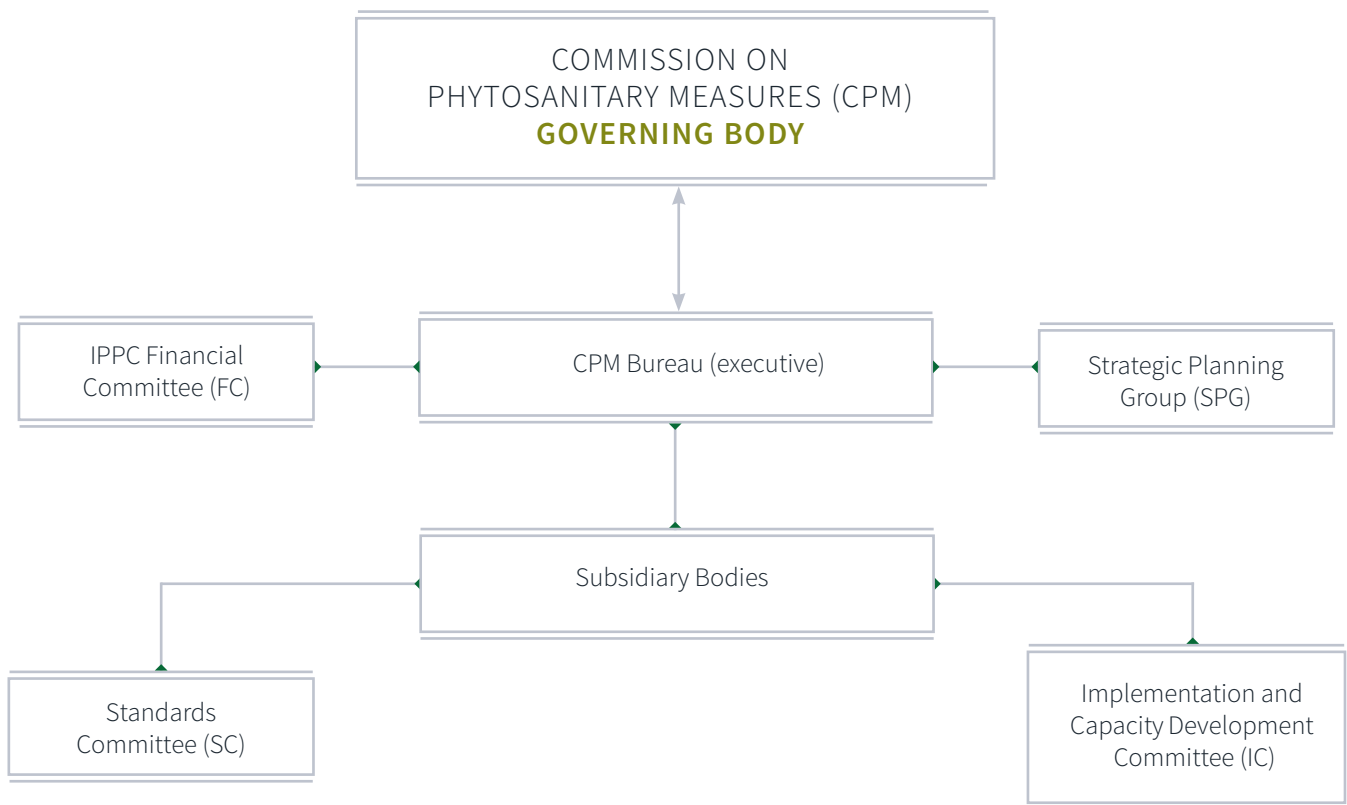 COMMISSION ON
PHYTOSANITARY MEASURES (CPM)
GOVERNING BODY
IPPC Financial
Committee (FC)
CPM Bureau (executive)
Strategic Planning
Group (SPG)
Subsidiary Bodies
Standards
Committee (SC)
Implementation and
Capacity Development
Committee (IC)